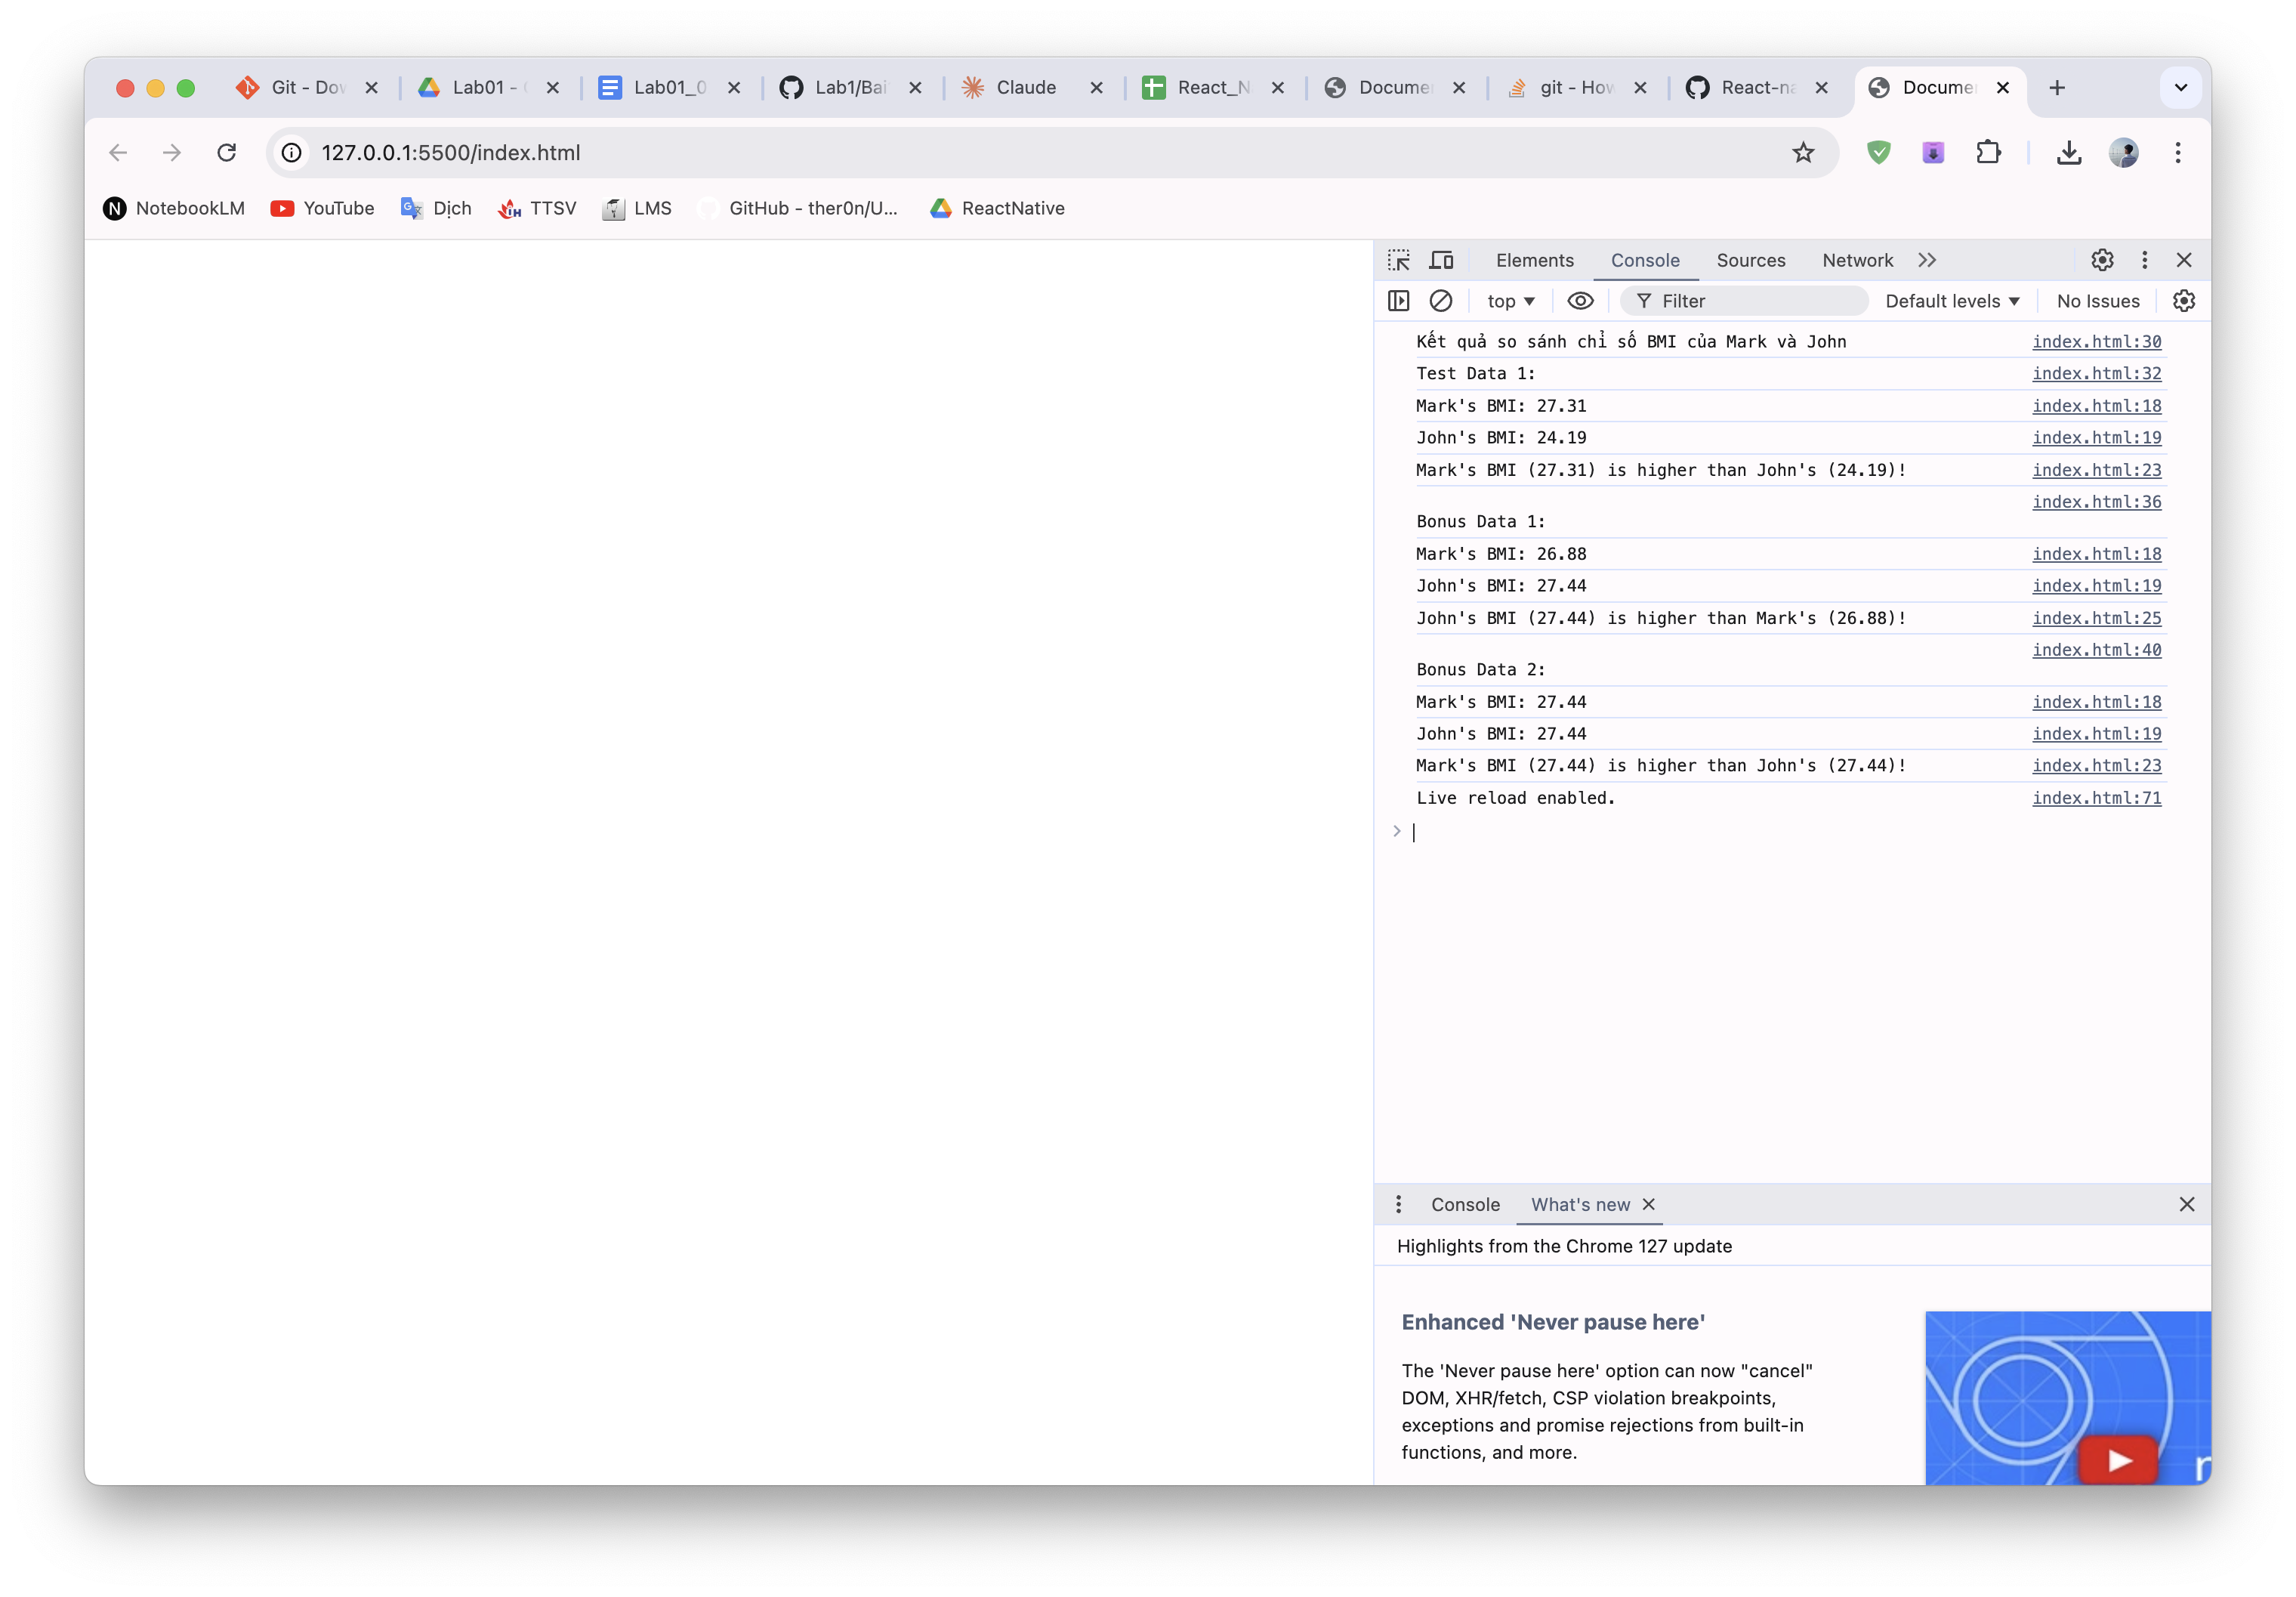 Git - Dov
Lab01 -
Lab01_0
Lab1/Bai
Claude
React_N
Docume
git - How
React-na
Docume
127.0.0.1:5500/index.html
NotebookLM
YouTube
Dịch
TTSV
LMS
GitHub - ther0n/U...
ReactNative
Elements
Console
Sources
Network
top
Filter
Default levels
No Issues
Kết quả so sánh chỉ số BMI của Mark và John index.html:30
Test Data 1: index.html:32
Mark's BMI: 27.31 index.html:18
John's BMI: 24.19 index.html:19
Mark's BMI (27.31) is higher than John's (24.19)! index.html:23
index.html:36
Bonus Data 1:
Mark's BMI: 26.88 index.html:18
John's BMI: 27.44 index.html:19
John's BMI (27.44) is higher than Mark's (26.88)! index.html:25
index.html:40
Bonus Data 2:
Mark's BMI: 27.44 index.html:18
John's BMI: 27.44 index.html:19
Mark's BMI (27.44) is higher than John's (27.44)! index.html:23
Live reload enabled. index.html:71
Console
What's new
Highlights from the Chrome 127 update
Enhanced 'Never pause here'
The 'Never pause here' option can now "cancel"
DOM, XHR/fetch, CSP violation breakpoints,
exceptions and promise rejections from built-in
functions, and more.